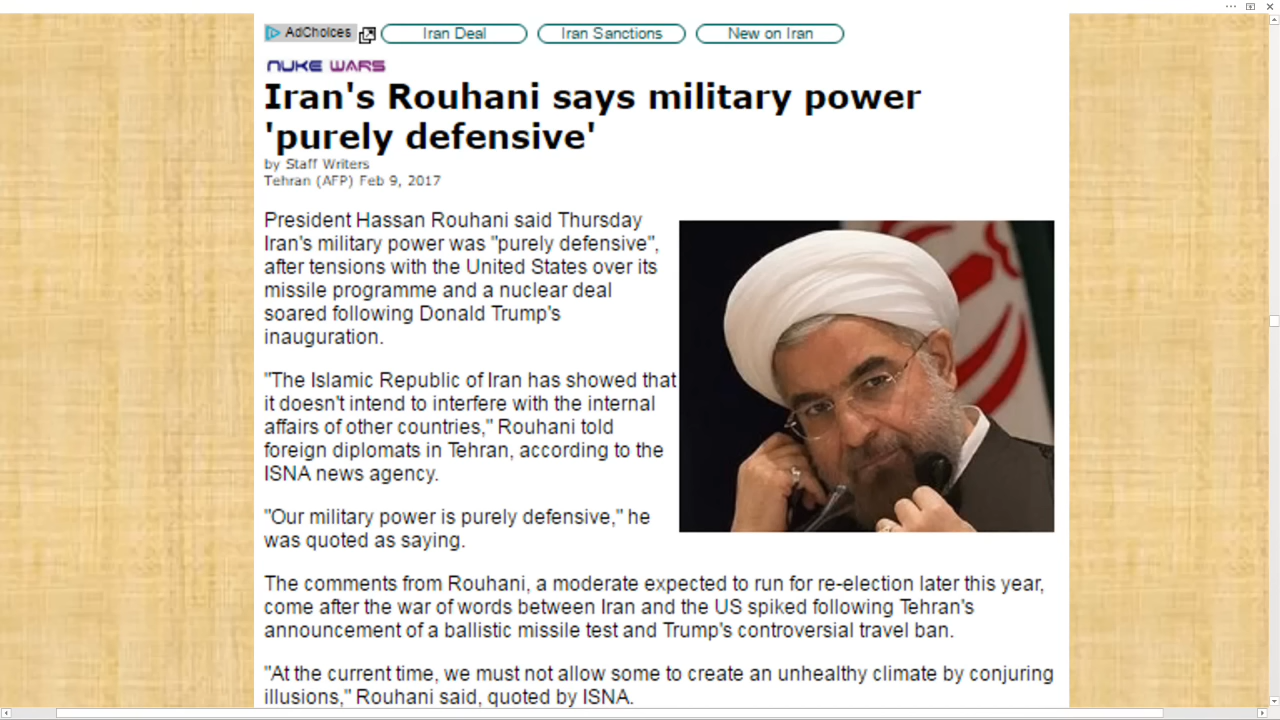 AdChoices
Iran Deal
Iran Sanctions
New on Iran
NUKE WARS
Iran's Rouhani says military power
'purely defensive'
by Staff Writers
Tehran (AFP) Feb 9, 2017
President Hassan Rouhani said Thursday
Iran's military power was "purely defensive",
after tensions with the United States over its
missile programme and a nuclear deal
soared following Donald Trump's
inauguration.
"The Islamic Republic of Iran has showed that
it doesn't intend to interfere with the internal
affairs of other countries," Rouhani told
foreign diplomats in Tehran, according to the
ISNA news agency.
"Our military power is purely defensive," he
was quoted as saying.
The comments from Rouhani, a moderate expected to run for re-election later this year,
come after the war of words between Iran and the US spiked following Tehran's
announcement of a ballistic missile test and Trump's controversial travel ban.
"At the current time, we must not allow some to create an unhealthy climate by conjuring
illusions," Rouhani said, quoted by ISNA.